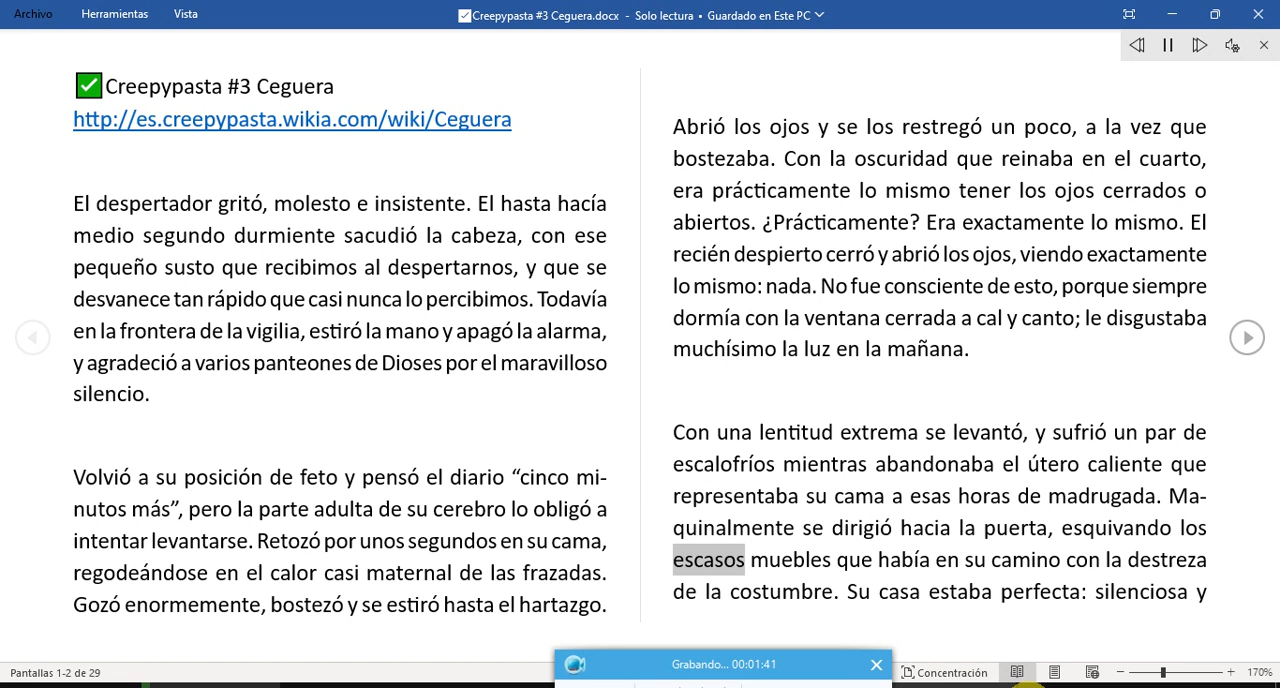 Archivo Herramientas Vista
Creepypasta #3 Ceguera.docx - Solo lectura • Guardado en Este PC
Creepypasta #3 Ceguera
http://es.creepypasta.wikia.com/wiki/Ceguera
El despertador gritó, molesto e insistente. El hasta hacía
medio segundo durmiente sacudió la cabeza, con ese
pequeño susto que recibimos al despertarnos, y que se
desvanece tan rápido que casi nunca lo percibimos. Todavía
en la frontera de la vigilia, estiró la mano y apagó la alarma,
y agradeció a varios panteones de Dioses por el maravilloso
silencio.
Volvió a su posición de feto y pensó el diario “cinco mi-
nutos más”, pero la parte adulta de su cerebro lo obligó a
intentar levantarse. Retozó por unos segundos en su cama,
regodeándose en el calor casi maternal de las frazadas.
Gozó enormemente, bostezó y se estiró hasta el hartazgo.
Abrió los ojos y se los restregó un poco, a la vez que
bostezaba. Con la oscuridad que reinaba en el cuarto,
era prácticamente lo mismo tener los ojos cerrados o
abiertos. ¿Prácticamente? Era exactamente lo mismo. El
recién despierto cerró y abrió los ojos, viendo exactamente
lo mismo: nada. No fue consciente de esto, porque siempre
dormía con la ventana cerrada a cal y canto; le disgustaba
muchísimo la luz en la mañana.
Con una lentitud extrema se levantó, y sufrió un par de
escalofríos mientras abandonaba el útero caliente que
representaba su cama a esas horas de madrugada. Ma-
quinalmente se dirigió hacia la puerta, esquivando los
escasos muebles que había en su camino con la destreza
de la costumbre. Su casa estaba perfecta: silenciosa y
Grabando... 00:01:41
Pantallas 1-2 de 29
Concentración
170%